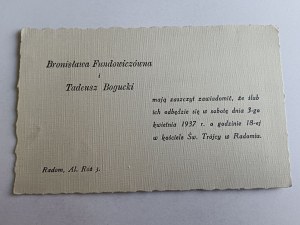 Bronisława Fundowiczówna
i
Tadeusz Bogucki
mają zaszczyt zawiadomić, że ślub
ich odbędzie się w sobotę dnia 3-go
kwietnia 1937 r. o godzinie 18-ej
w kościele Św. Trójcy w Radomiu.
Radom, Al. Róż 3.